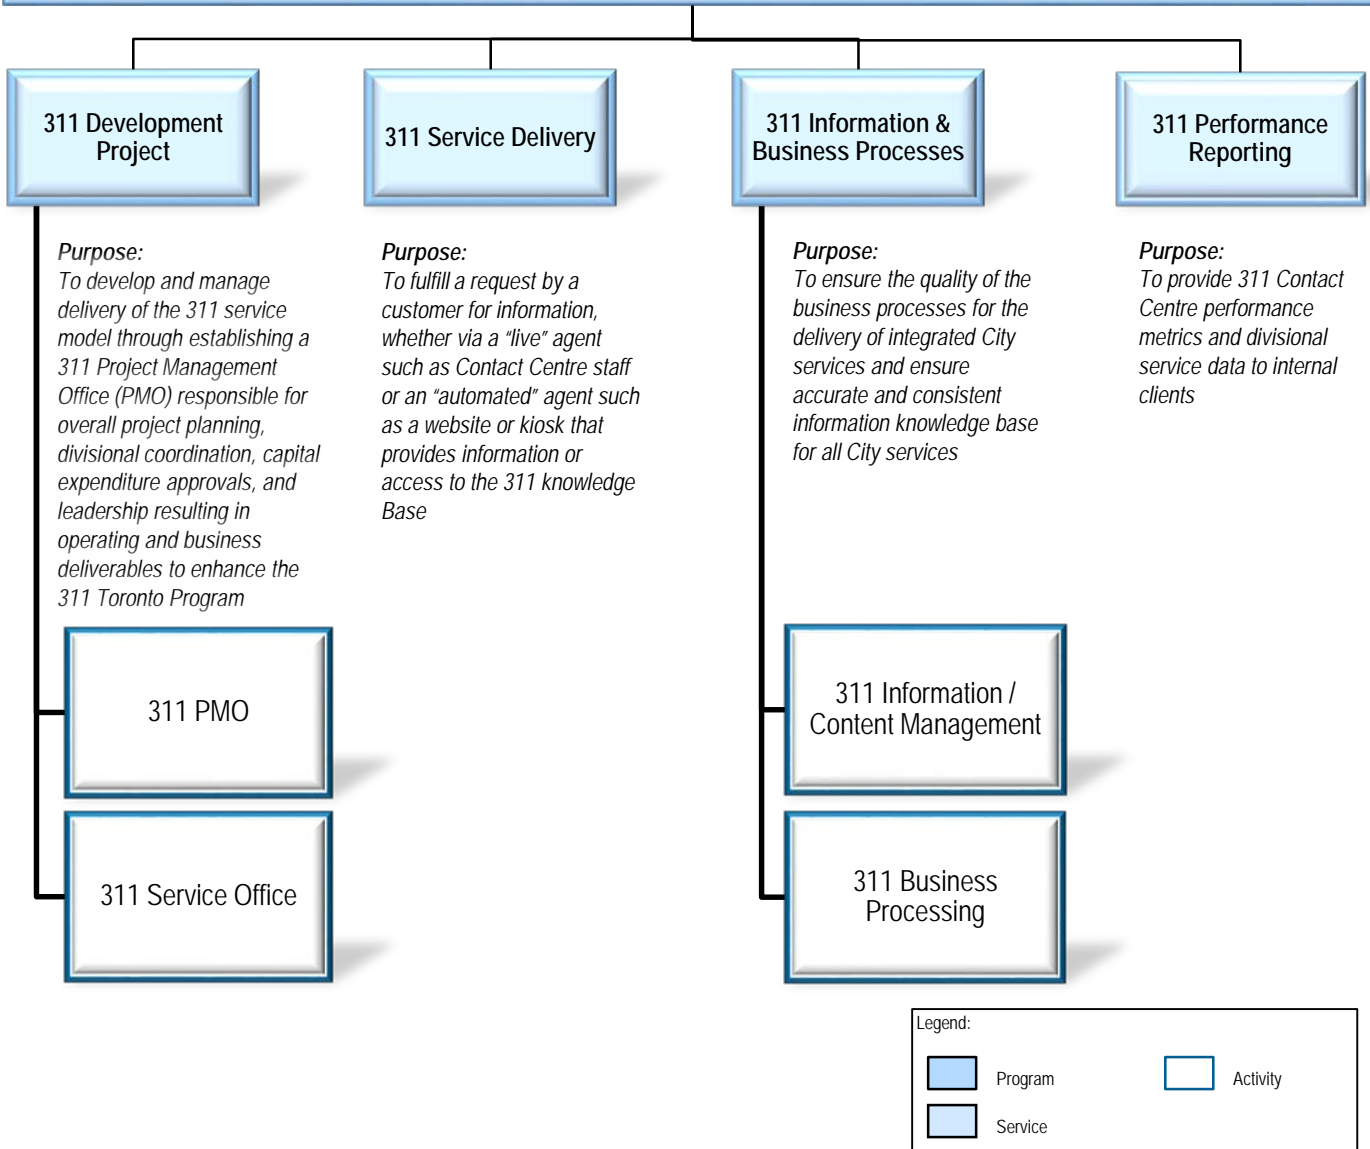 311 Development
Project
311 Service Delivery
311 Information &
Business Processes
311 Performance
Reporting
Purpose:
To develop and manage
delivery of the 311 service
model through establishing a
311 Project Management
Office (PMO) responsible for
overall project planning,
divisional coordination, capital
expenditure approvals, and
leadership resulting in
operating and business
deliverables to enhance the
311 Toronto Program
Purpose:
To fulfill a request by a
customer for information,
whether via a “live” agent
such as Contact Centre staff
or an “automated” agent such
as a website or kiosk that
provides information or
access to the 311 knowledge
Base
Purpose:
To ensure the quality of the
business processes for the
delivery of integrated City
services and ensure
accurate and consistent
information knowledge base
for all City services
Purpose:
To provide 311 Contact
Centre performance
metrics and divisional
service data to internal
clients
311 PMO
311 Service Office
311 Information /
Content Management
311 Business
Processing
Legend:
Program
Activity
Service